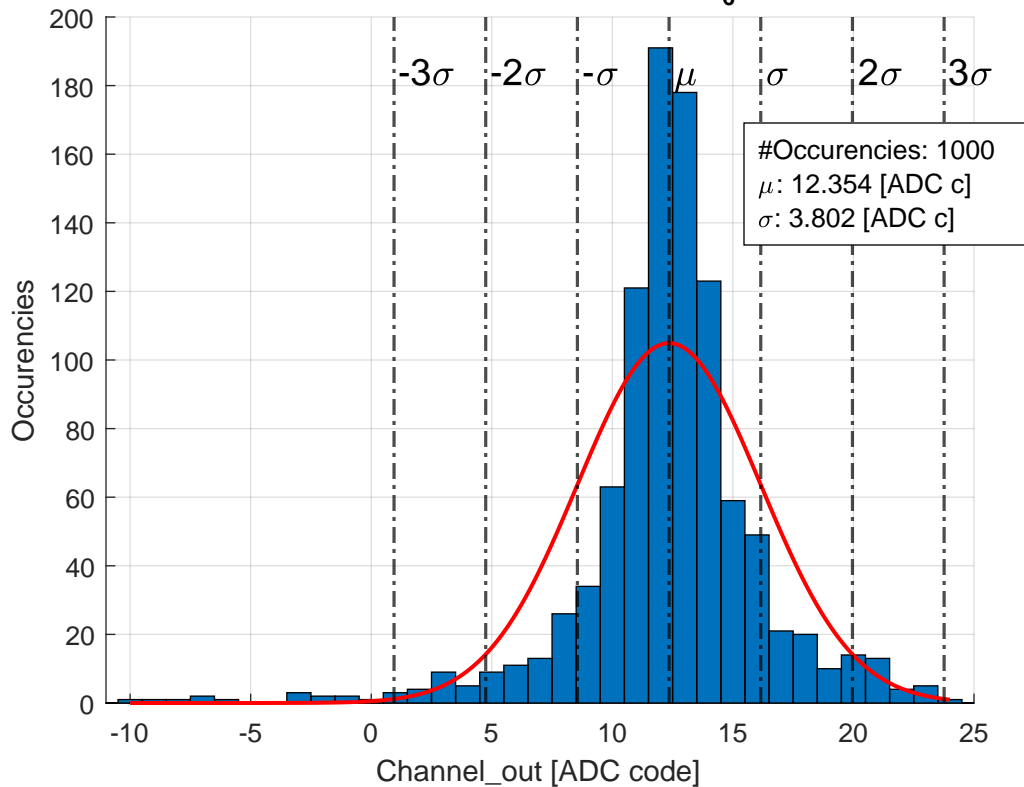 200
180
160
140
120
100
80
60
40
20
0
Occurencies
-3σ -2σ -σ μ σ 2σ 3σ
#Occurencies: 1000
μ: 12.354 [ADC c]
σ: 3.802 [ADC c]
-10 -5 0 5 10 15 20 25
Channel_out [ADC code]